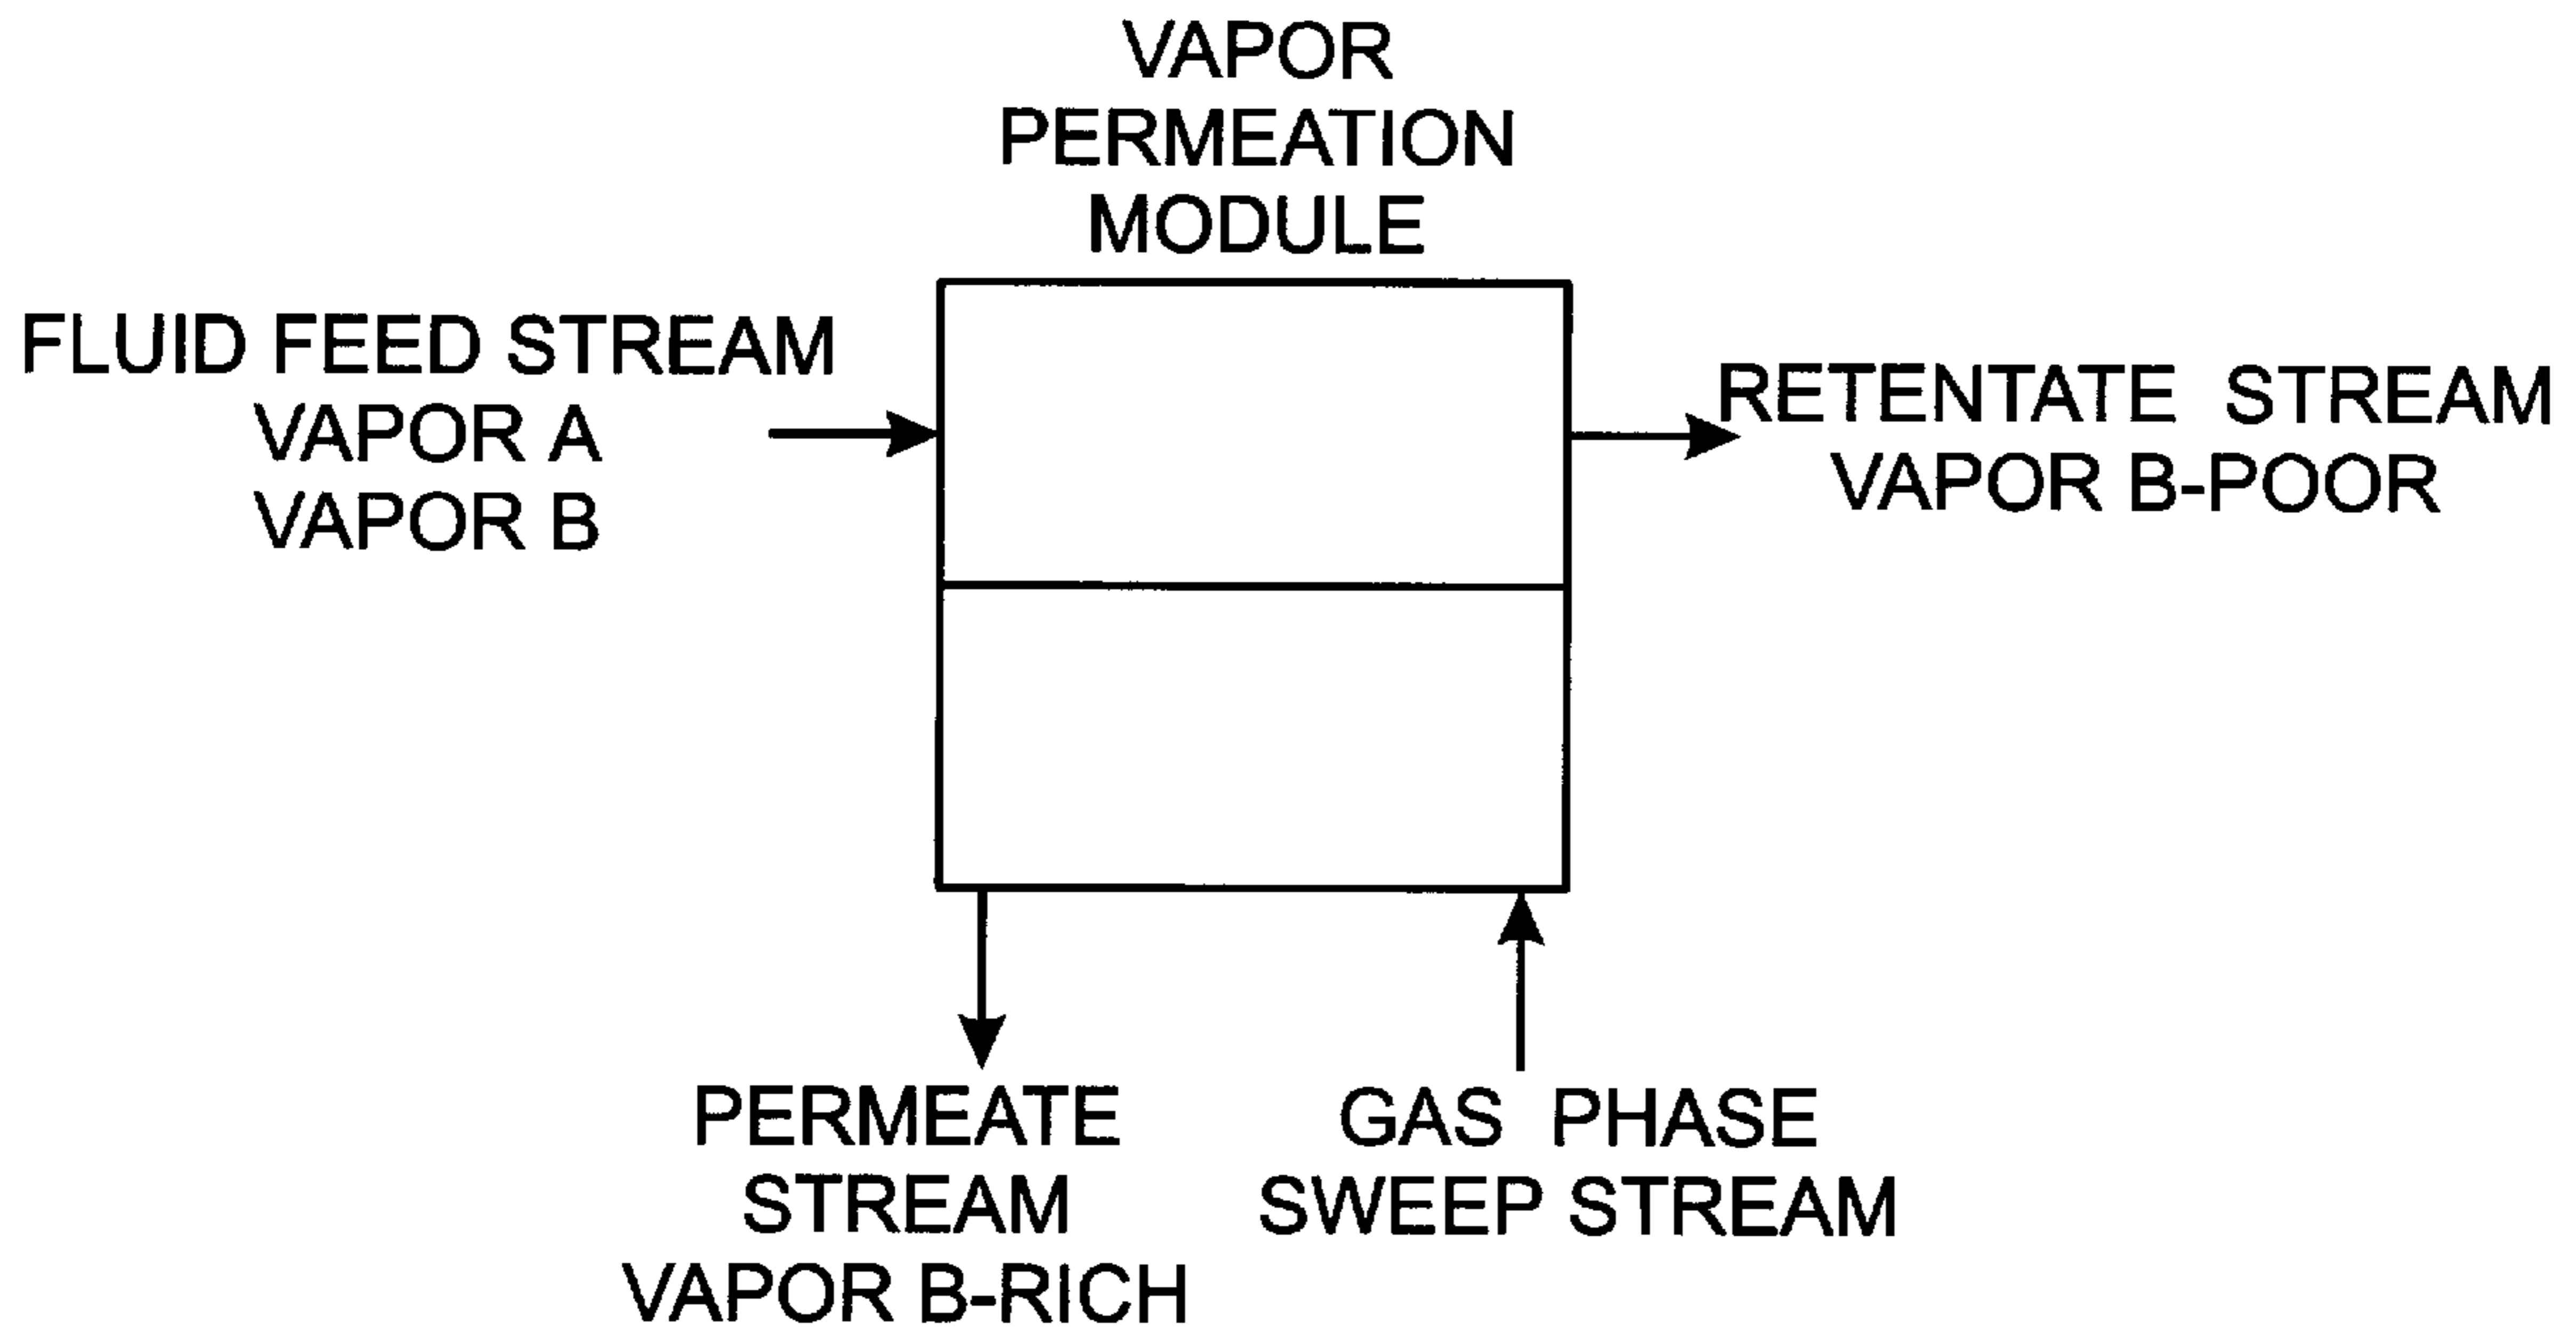 VAPOR
PERMEATION
MODULE
FLUID FEED STREAM
VAPOR A
VAPOR B
RETENTATE STREAM
VAPOR B-POOR
PERMEATE
STREAM
VAPOR B-RICH
GAS PHASE
SWEEP STREAM